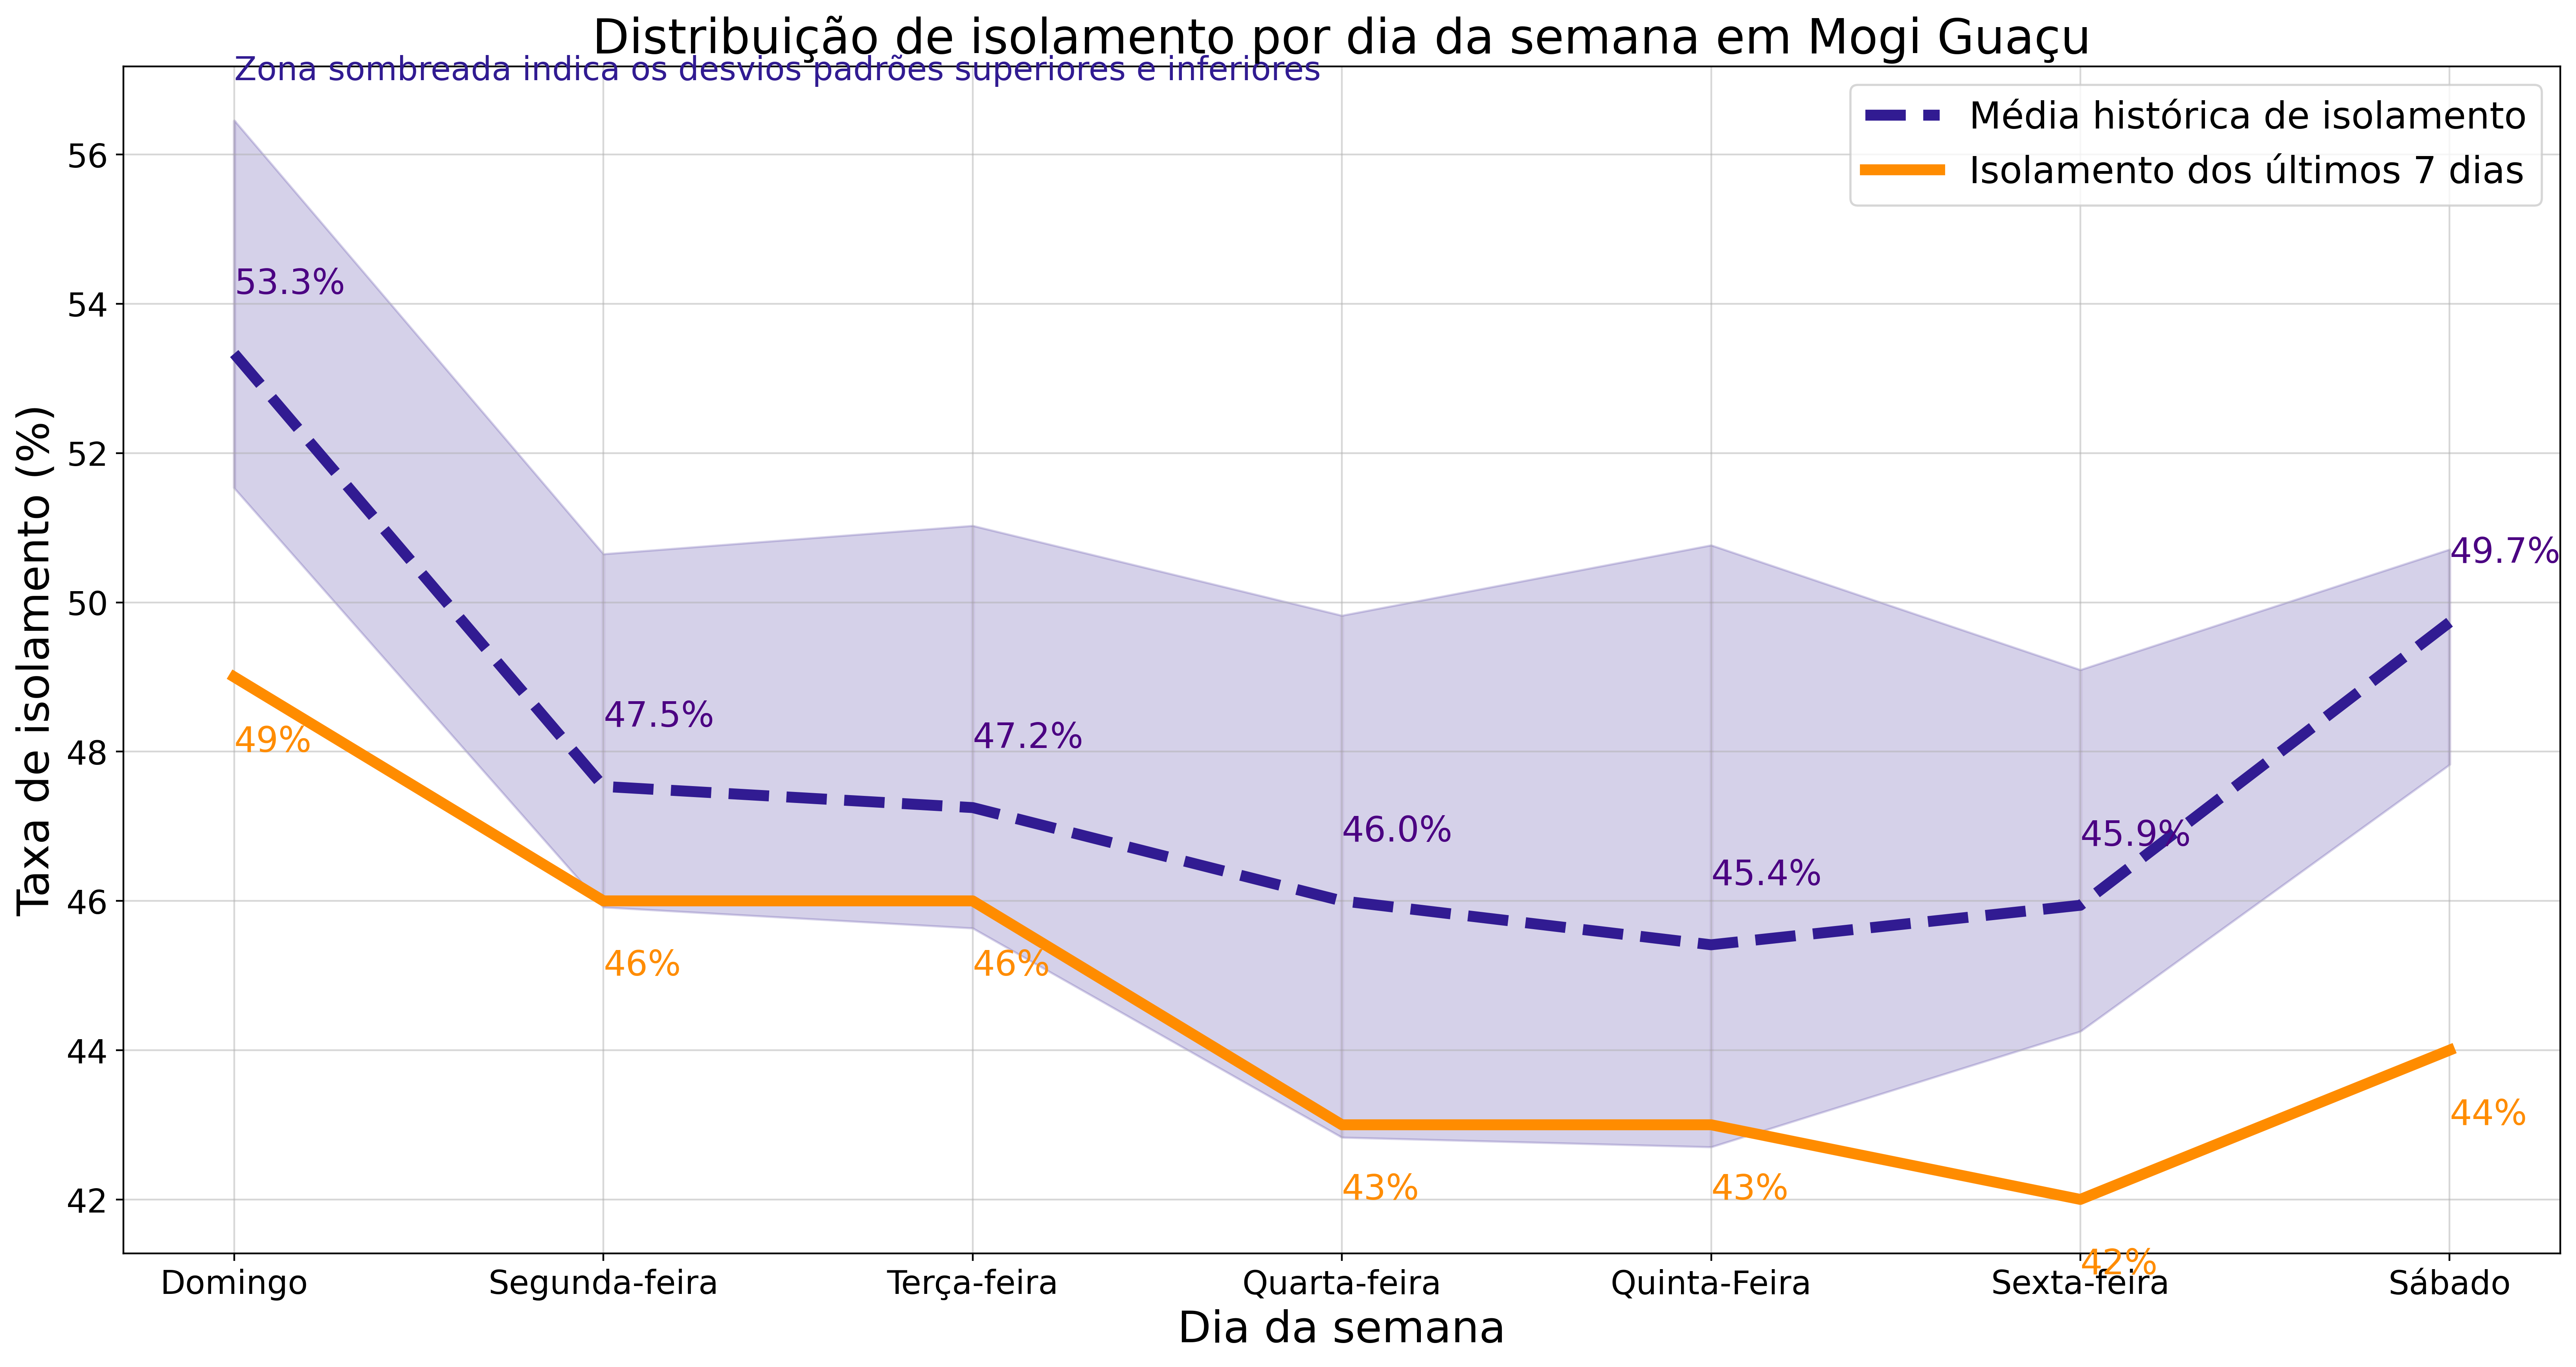 Distribuição de isolamento por dia da semana em Mogi Guaçu
Zona sombreada indica os desvios padrões superiores e inferiores
Média histórica de isolamento
Isolamento dos últimos 7 dias
Taxa de isolamento (%)
56
54
52
50
48
46
44
42
53.3%
47.5%
47.2%
46.0%
45.4%
45.9%
49.7%
49%
46%
46%
43%
43%
42%
44%
Domingo
Segunda-feira
Terça-feira
Quarta-feira
Quinta-Feira
Sexta-feira
Sábado
Dia da semana